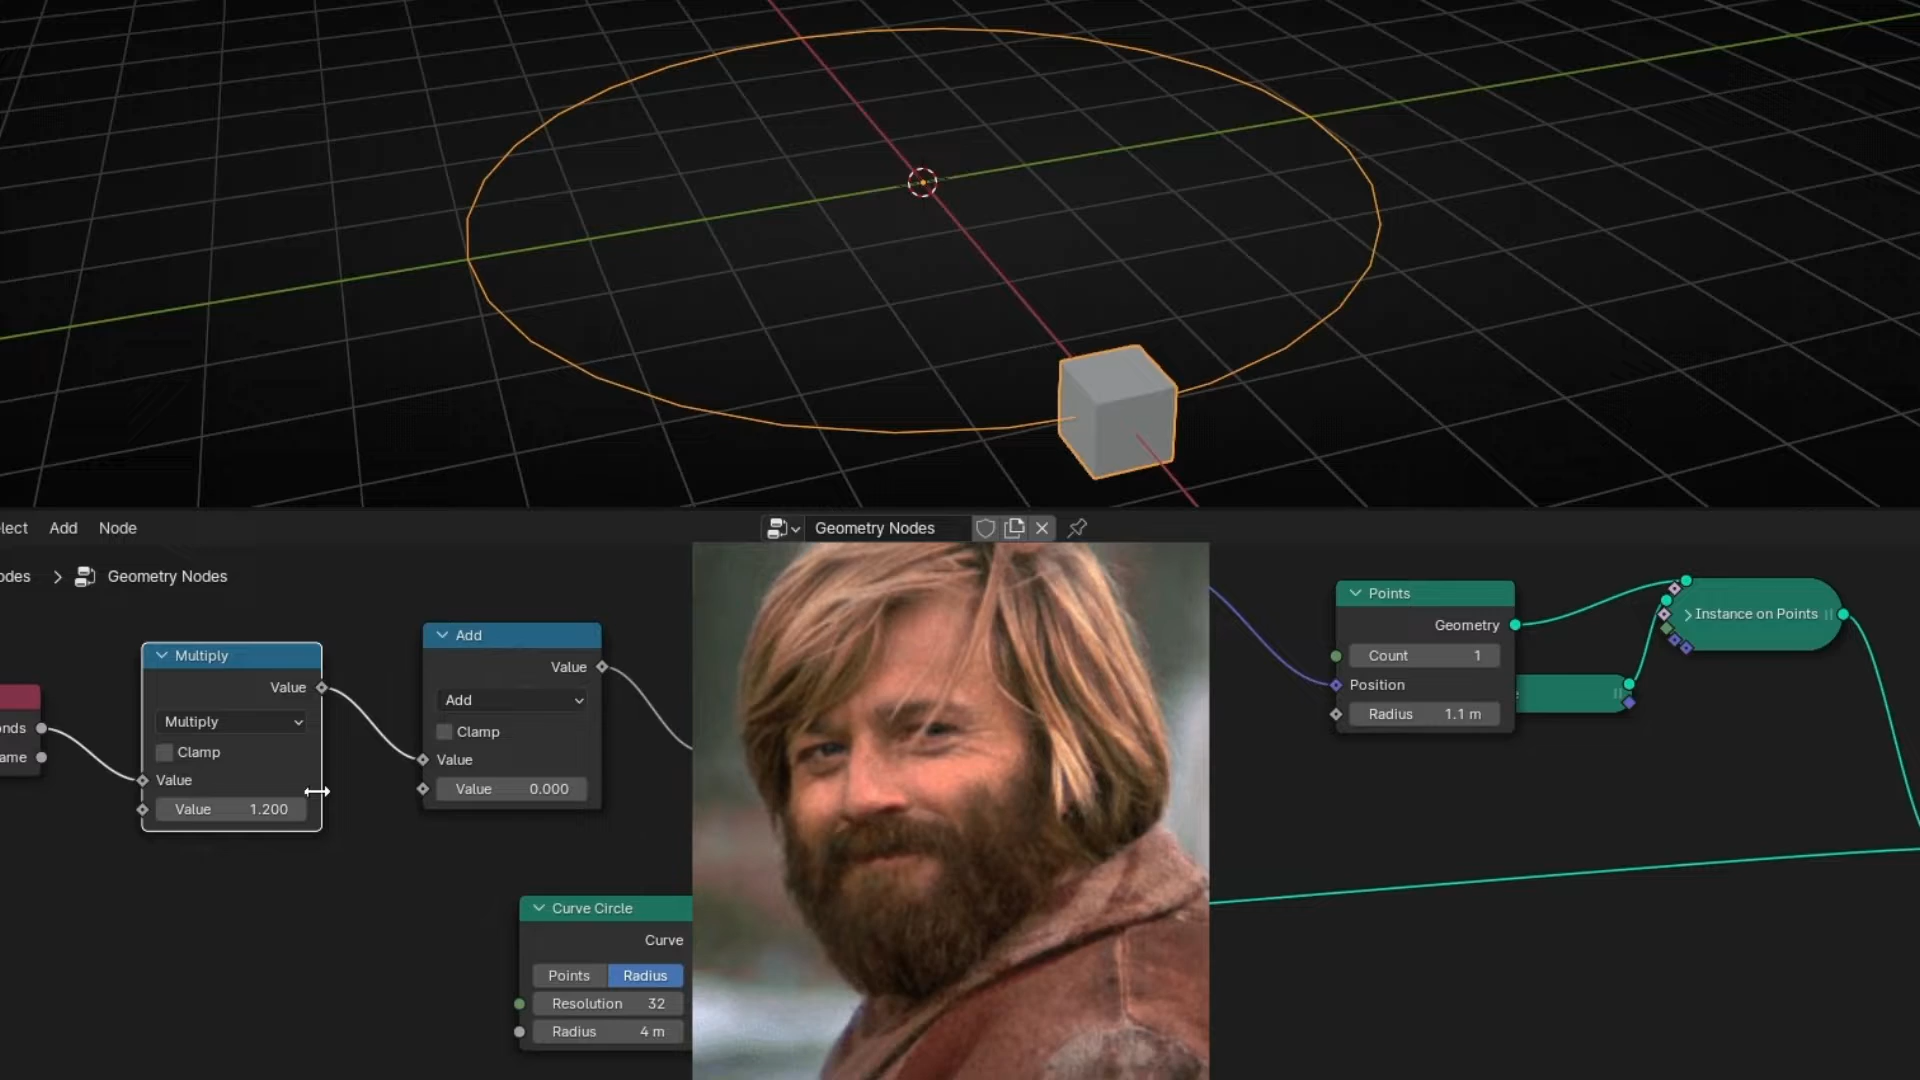 lect Add Node
Geometry Nodes
odes > Geometry Nodes
Multiply
Value
Multiply
Clamp
Value
Value 1.200
onds
ame
Add
Value
Add
Clamp
Value
Value 0.000
Curve Circle
Curve
Points Radius
Resolution 32
Radius 4 m
Points
Geometry
Count 1
Position
Radius 1.1 m
Instance on Points